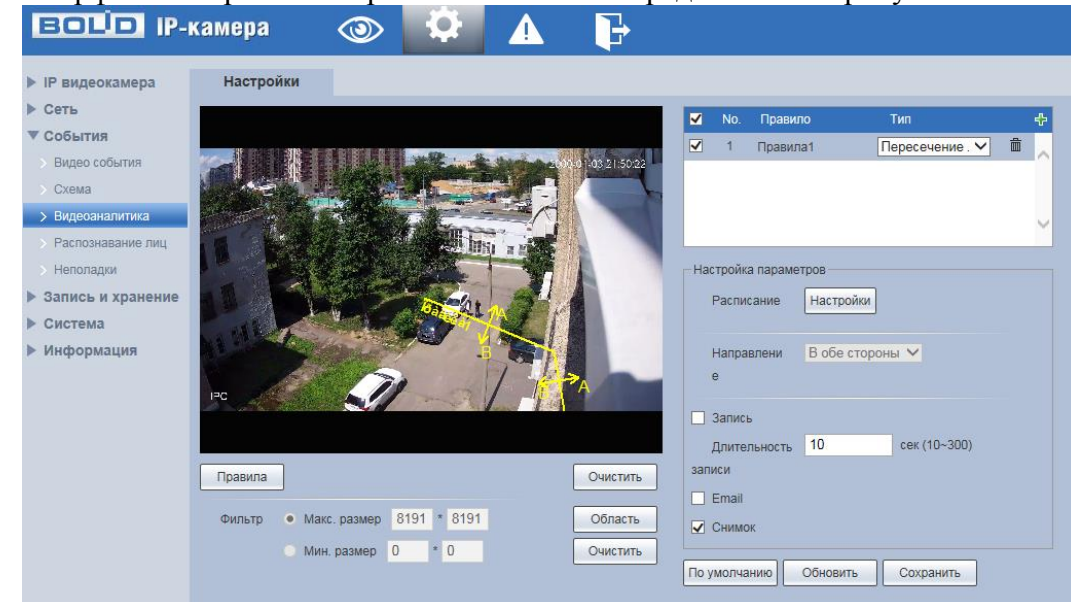 BOLID IP-камера
Настройки
IP видеокамера
Сеть
События
Видео события
Схема
Видеоаналитика
Распознавание лиц
Неполадки
Запись и хранение
Система
Информация
21:50:22
A
B
A
IPC
Правила
Очистить
Фильтр Макс. размер 8191 * 8191 Область
Мин. размер 0 * 0 Очистить
No. Правило Тип
1 Правила1 Пересечение .
Настройка параметров
Расписание Настройки
Направлени В обе стороны
е
Запись
Длительность 10 сек (10~300)
записи
Email
Снимок
По умолчанию Обновить Сохранить